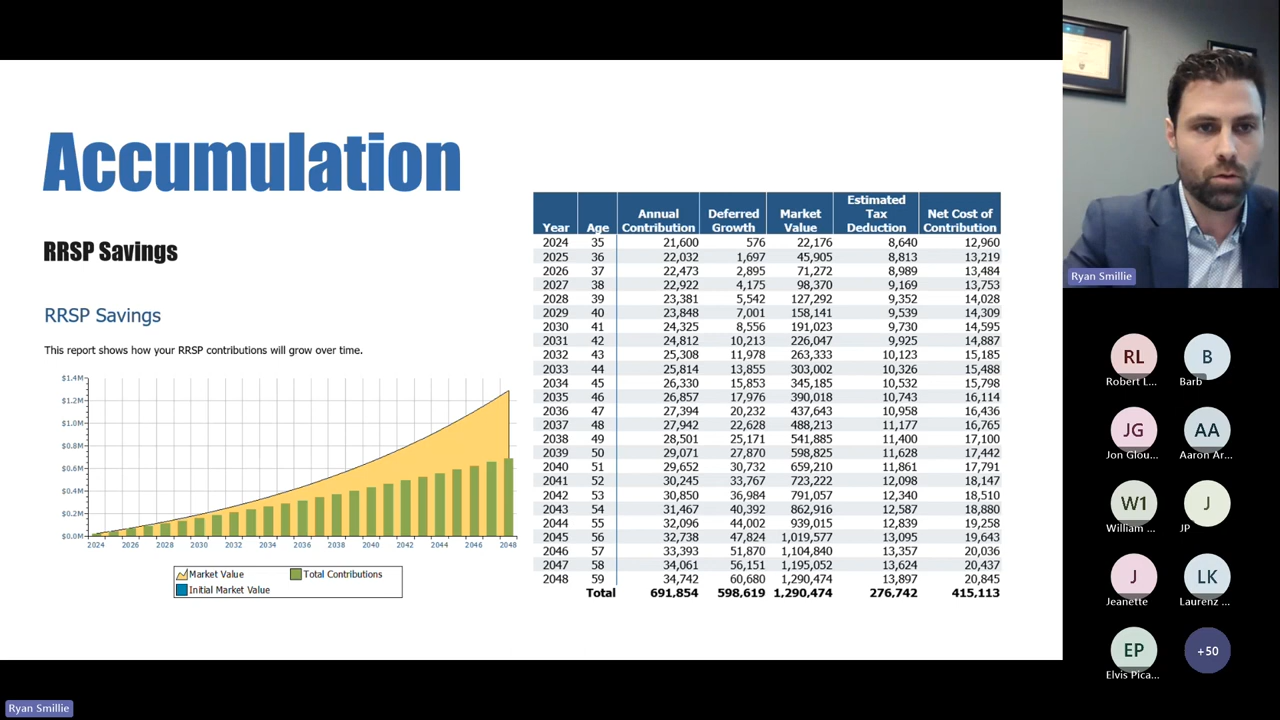 Accumulation
RRSP Savings
RRSP Savings
This report shows how your RRSP contributions will grow over time.
$1.4M
$1.2M
$1.0M
$0.8M
$0.6M
$0.4M
$0.2M
$0.0M
2024 2026 2028 2030 2032 2034 2036 2038 2040 2042 2044 2046 2048
Market Value Total Contributions
Initial Market Value
Year Age Annual Contribution Deferred Growth Market Value Estimated Tax Deduction Net Cost of Contribution
2024 35 21,600 576 22,176 8,640 12,960
2025 36 22,032 1,697 45,905 8,813 13,219
2026 37 22,473 2,895 71,272 8,989 13,484
2027 38 22,922 4,175 98,370 9,169 13,753
2028 39 23,381 5,542 127,292 9,352 14,028
2029 40 23,848 7,001 158,141 9,539 14,309
2030 41 24,325 8,556 191,023 9,730 14,595
2031 42 24,812 10,213 226,047 9,925 14,887
2032 43 25,308 11,978 263,333 10,123 15,185
2033 44 25,814 13,855 303,002 10,326 15,488
2034 45 26,330 15,853 345,185 10,532 15,798
2035 46 26,857 17,976 390,018 10,743 16,114
2036 47 27,394 20,232 437,643 10,958 16,436
2037 48 27,942 22,628 488,213 11,177 16,765
2038 49 28,501 25,171 541,885 11,400 17,100
2039 50 29,071 27,870 598,825 11,628 17,442
2040 51 29,652 30,732 659,210 11,861 17,791
2041 52 30,245 33,767 723,222 12,098 18,147
2042 53 30,850 36,984 791,057 12,340 18,510
2043 54 31,467 40,392 862,916 12,587 18,880
2044 55 32,096 44,002 939,015 12,839 19,258
2045 56 32,738 47,824 1,019,577 13,095 19,643
2046 57 33,393 51,870 1,104,840 13,357 20,036
2047 58 34,061 56,151 1,195,052 13,624 20,437
2048 59 34,742 60,680 1,290,474 13,897 20,845
Total 691,854 598,619 1,290,474 276,742 415,113
Ryan Smillie
RL B
Robert L... Barb
JG AA
Jon Glou... Aaron Ar...
W1 J
William ... JP
J LK
Jeanette Laurenz ...
EP +50
Elvis Pica...
Ryan Smillie